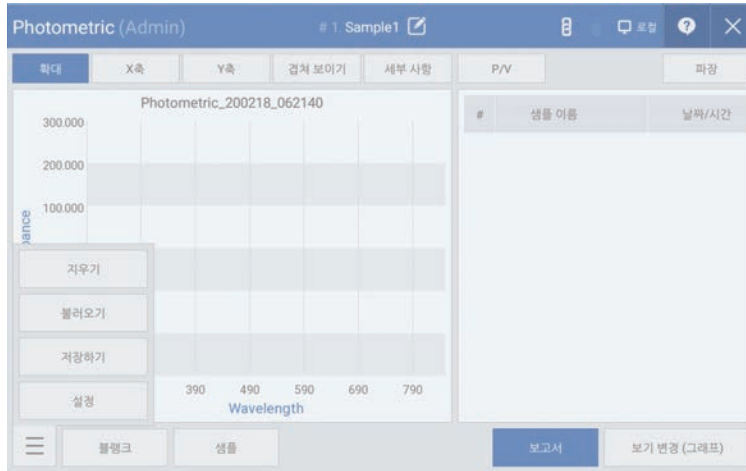 Photometric (Admin) # 1. Sample1 로컬 ?
확대 X축 Y축 겹쳐 보이기 세부 사항 P/V 파장
Photometric_200218_062140
# 샘플 이름 날짜/시간
300.000
200.000
100.000
지우기
불러오기
저장하기
설정
390 490 590 690 790
Wavelength
블랭크 샘플 보고서 보기 변경 (그래프)